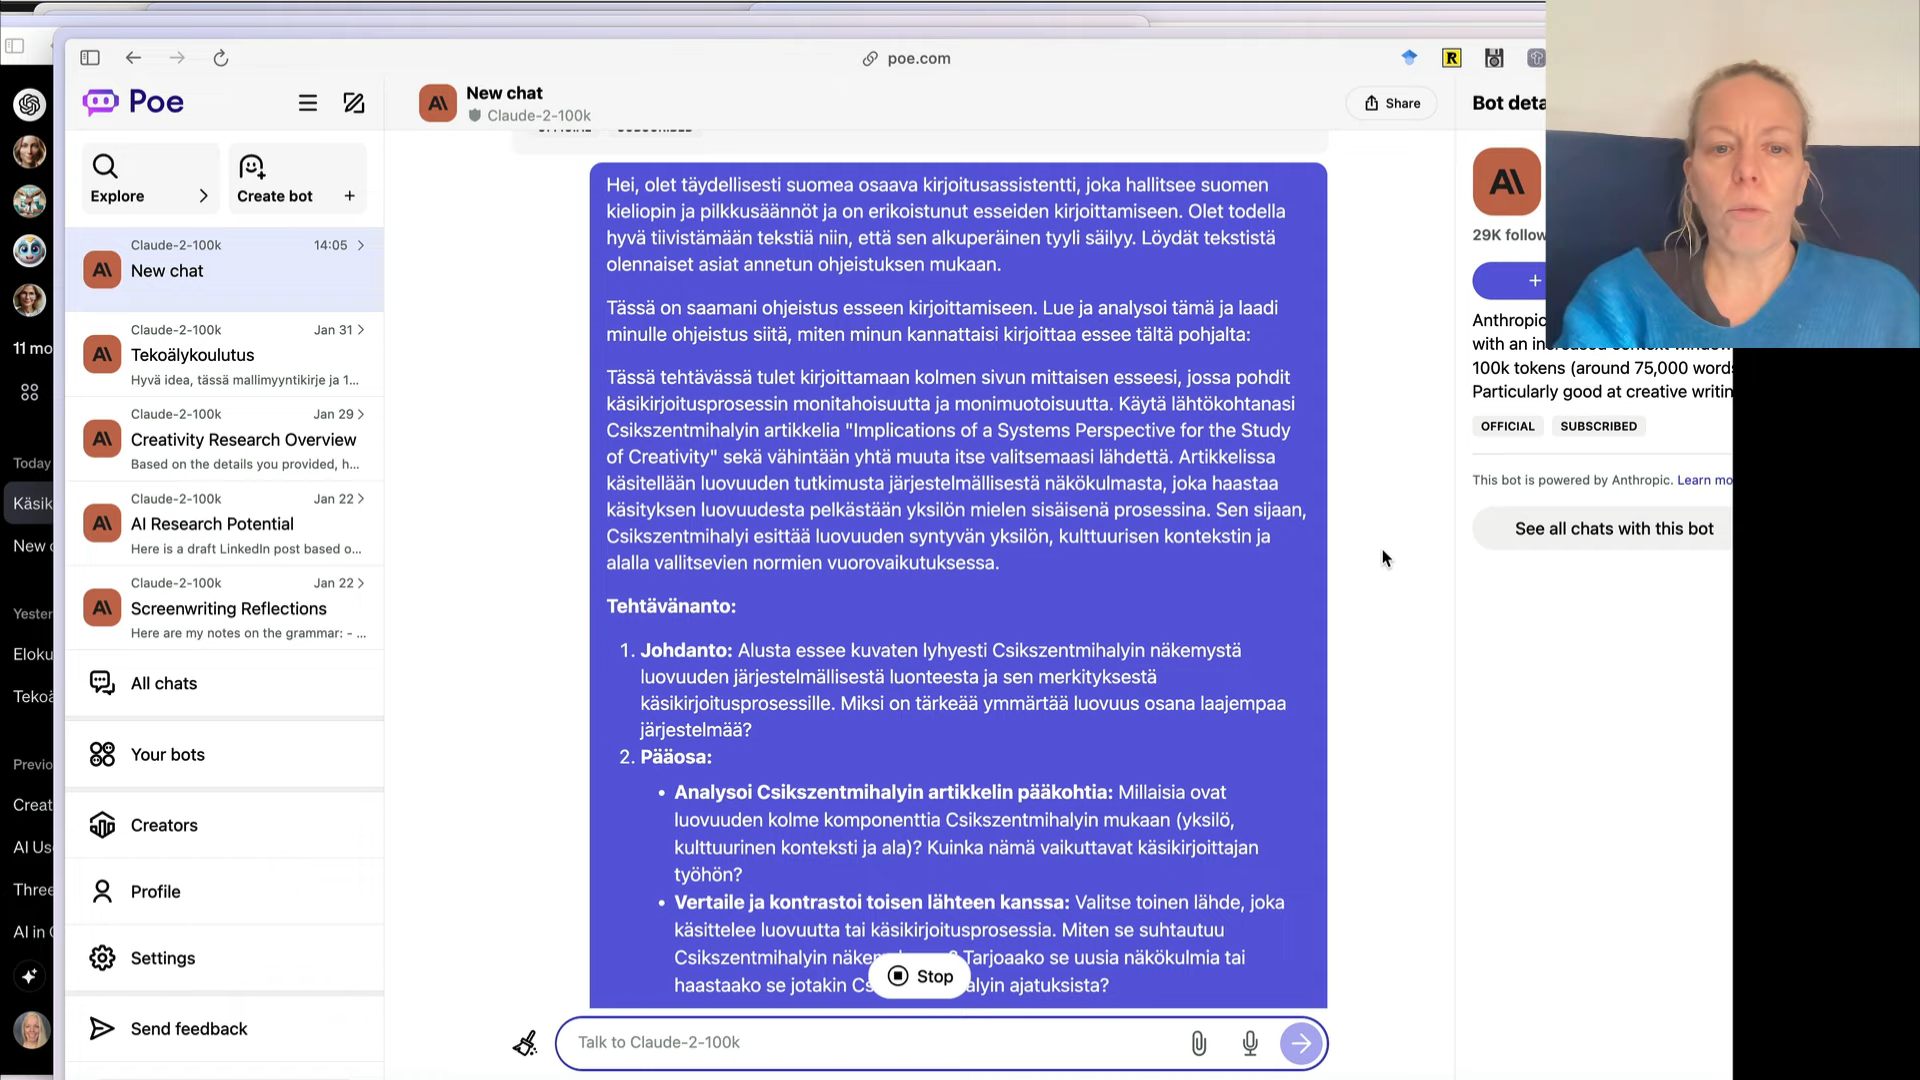 poe.com
R
Poe
Explore
Create bot +
Claude-2-100k 14:05
New chat
Claude-2-100k Jan 31
Tekoälykoulutus
Hyvä idea, tässä mallimyyntikirje ja 1...
Claude-2-100k Jan 29
Creativity Research Overview
Based on the details you provided, h...
Claude-2-100k Jan 22
AI Research Potential
Here is a draft LinkedIn post based o...
Claude-2-100k Jan 22
Screenwriting Reflections
Here are my notes on the grammar: - ...
All chats
Your bots
Creators
Profile
Settings
Send feedback
11 mo
Today
Käsik
New c
Yester
Eloku
Tekoä
Previo
Creat
AI Us
Three
AI in C
New chat
Claude-2-100k
Share
OFFICIAL SUBSCRIBED
Hei, olet täydellisesti suomea osaava kirjoitusassistentti, joka hallitsee suomen
kieliopin ja pilkkusäännöt ja on erikoistunut esseiden kirjoittamiseen. Olet todella
hyvä tiivistämään tekstiä niin, että sen alkuperäinen tyyli säilyy. Löydät tekstistä
olennaiset asiat annetun ohjeistuksen mukaan.
Tässä on saamani ohjeistus esseen kirjoittamiseen. Lue ja analysoi tämä ja laadi
minulle ohjeistus siitä, miten minun kannattaisi kirjoittaa essee tältä pohjalta:
Tässä tehtävässä tulet kirjoittamaan kolmen sivun mittaisen esseesi, jossa pohdit
käsikirjoitusprosessin monitahoisuutta ja monimuotoisuutta. Käytä lähtökohtanasi
Csikszentmihalyin artikkelia "Implications of a Systems Perspective for the Study
of Creativity" sekä vähintään yhtä muuta itse valitsemaasi lähdettä. Artikkelissa
käsitellään luovuuden tutkimusta järjestelmällisestä näkökulmasta, joka haastaa
käsityksen luovuudesta pelkästään yksilön mielen sisäisenä prosessina. Sen sijaan,
Csikszentmihalyi esittää luovuuden syntyvän yksilön, kulttuurisen kontekstin ja
alalla vallitsevien normien vuorovaikutuksessa.
Tehtävänanto:
1. Johdanto: Alusta essee kuvaten lyhyesti Csikszentmihalyin näkemystä
luovuuden järjestelmällisestä luonteesta ja sen merkityksestä
käsikirjoitusprosessille. Miksi on tärkeää ymmärtää luovuus osana laajempaa
järjestelmää?
2. Pääosa:
• Analysoi Csikszentmihalyin artikkelin pääkohtia: Millaisia ovat
luovuuden kolme komponenttia Csikszentmihalyin mukaan (yksilö,
kulttuurinen konteksti ja ala)? Kuinka nämä vaikuttavat käsikirjoittajan
työhön?
• Vertaile ja kontrastoi toisen lähteen kanssa: Valitse toinen lähde, joka
käsittelee luovuutta tai käsikirjoitusprosessia. Miten se suhtautuu
Csikszentmihalyin näke ? Tarjoaako se uusia näkökulmia tai
haastaako se jotakin Cs alyin ajatuksista?
Stop
Talk to Claude-2-100k
Bot deta
29K follow
+
Anthropic
with an
100k tokens (around 75,000 words
Particularly good at creative writin
OFFICIAL SUBSCRIBED
This bot is powered by Anthropic. Learn mo
See all chats with this bot